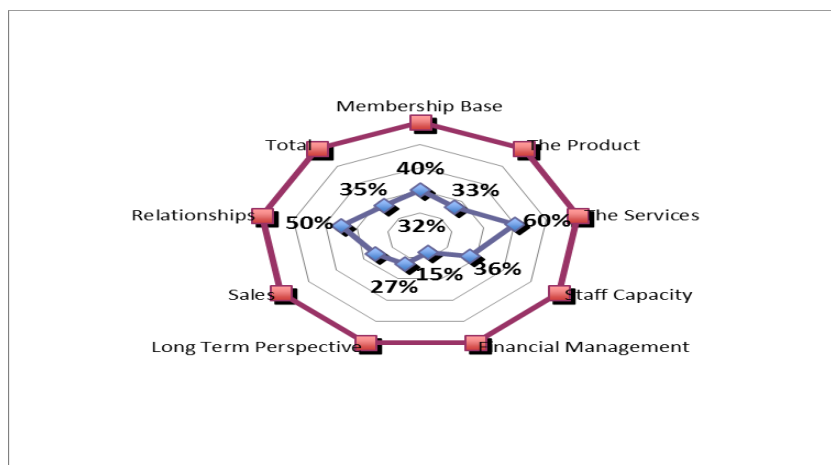 Membership Base
Total
The Product
40%
35%
33%
Relationships
50%
32%
60%
The Services
36%
15%
27%
Sales
Staff Capacity
Long Term Perspective
Financial Management